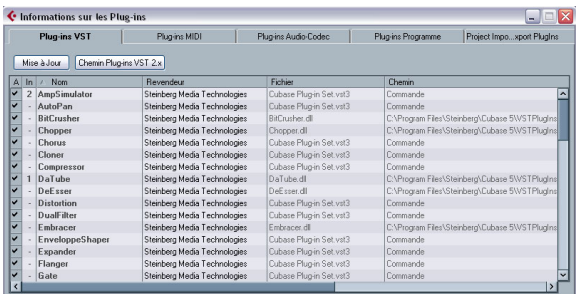 Informations sur les Plug-ins
Plug-ins VST Plug-ins MIDI Plug-ins Audio-Codec Plug-ins Programme Project Impo...xport PlugIns
Mise à Jour Chemin Plug-ins VST 2.x
A In / Nom Revendeur Fichier Chemin
2 AmpSimulator Steinberg Media Technologies Cubase Plug-in Set.vst3 Commande
- AutoPan Steinberg Media Technologies Cubase Plug-in Set.vst3 Commande
- BitCrusher Steinberg Media Technologies BitCrusher.dll C:\Program Files\Steinberg\Cubase 5\VSTPlugIns
- Chopper Steinberg Media Technologies Chopper.dll C:\Program Files\Steinberg\Cubase 5\VSTPlugIns
- Chorus Steinberg Media Technologies Cubase Plug-in Set.vst3 Commande
- Cloner Steinberg Media Technologies Cubase Plug-in Set.vst3 Commande
- Compressor Steinberg Media Technologies Cubase Plug-in Set.vst3 Commande
1 DaTube Steinberg Media Technologies DaTube.dll C:\Program Files\Steinberg\Cubase 5\VSTPlugIns
- DeEsser Steinberg Media Technologies DeEsser.dll C:\Program Files\Steinberg\Cubase 5\VSTPlugIns
- Distortion Steinberg Media Technologies Cubase Plug-in Set.vst3 Commande
- DualFilter Steinberg Media Technologies Cubase Plug-in Set.vst3 Commande
- Embracer Steinberg Media Technologies Embracer.dll C:\Program Files\Steinberg\Cubase 5\VSTPlugIns
- EnveloppeShaper Steinberg Media Technologies Cubase Plug-in Set.vst3 Commande
- Expander Steinberg Media Technologies Cubase Plug-in Set.vst3 Commande
- Flanger Steinberg Media Technologies Cubase Plug-in Set.vst3 Commande
- Gate Steinberg Media Technologies Cubase Plug-in Set.vst3 Commande